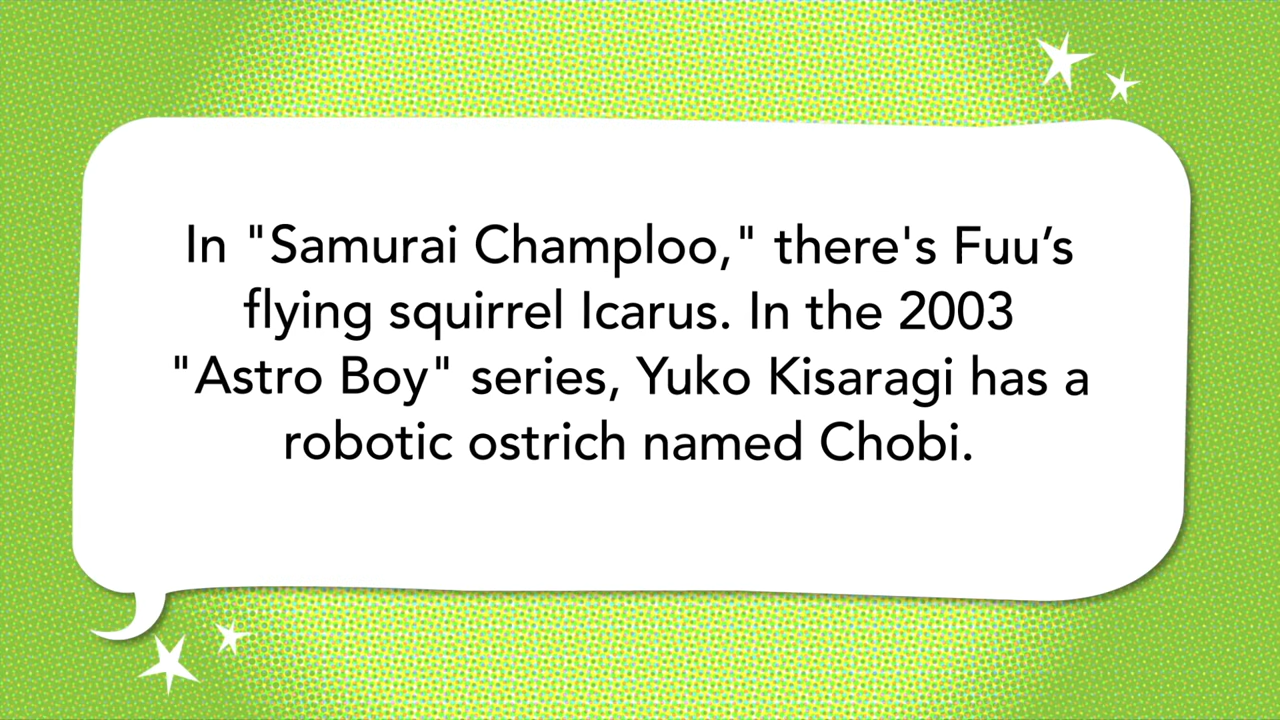 In "Samurai Champloo," there's Fuu’s
flying squirrel Icarus. In the 2003
"Astro Boy" series, Yuko Kisaragi has a
robotic ostrich named Chobi.